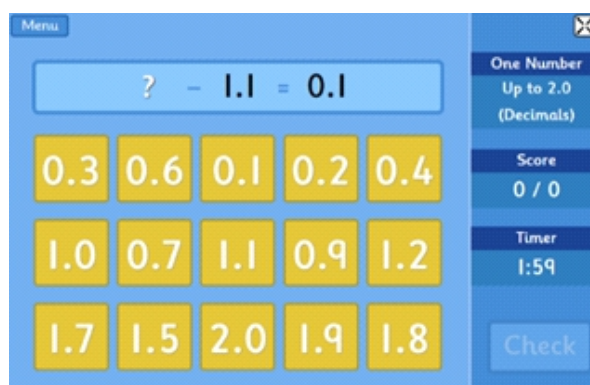 Menu
? - 1.1 = 0.1
0.3 0.6 0.1 0.2 0.4
1.0 0.7 1.1 0.9 1.2
1.7 1.5 2.0 1.9 1.8
One Number
Up to 2.0
(Decimals)
Score
0 / 0
Timer
1:59
Check